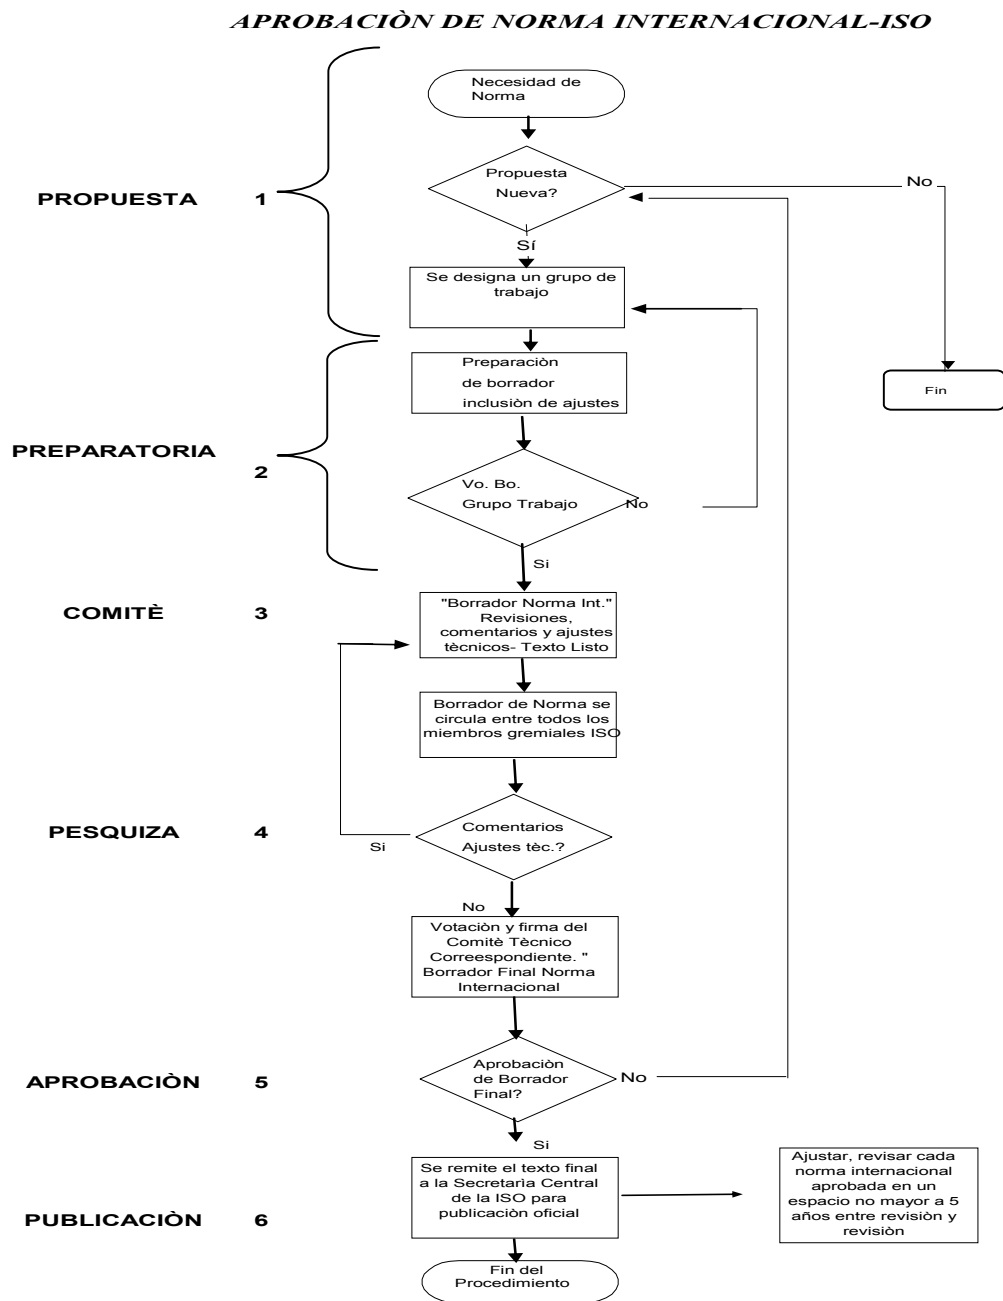 APROBACIÒN DE NORMA INTERNACIONAL-ISO
Necesidad de
Norma
Propuesta
Nueva?
No
PROPUESTA 1
Sí
Se designa un grupo de
trabajo
Preparaciòn
de borrador
inclusiòn de ajustes
Fin
PREPARATORIA
2
Vo. Bo.
Grupo Trabajo
No
Si
COMITÈ 3
"Borrador Norma Int."
Revisiones,
comentarios y ajustes
tècnicos- Texto Listo
Borrador de Norma se
circula entre todos los
miembros gremiales ISO
PESQUIZA 4
Comentarios
Ajustes tèc.?
Si
No
Votaciòn y firma del
Comitè Tècnico
Correespondiente. "
Borrador Final Norma
Internacional
APROBACIÒN 5
Aprobaciòn
de Borrador
Final?
No
Si
Se remite el texto final
a la Secretarìa Central
de la ISO para
publicaciòn oficial
Ajustar, revisar cada
norma internacional
aprobada en un
espacio no mayor a 5
años entre revisiòn y
revisiòn
PUBLICACIÒN 6
Fin del
Procedimiento